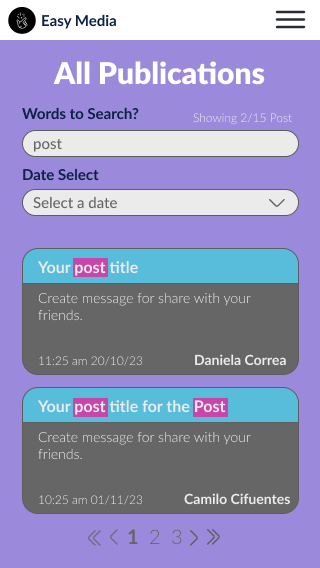 Easy Media
All Publications
Words to Search?
Showing 2/15 Post
post
Date Select
Select a date
Your post title
Create message for share with your
friends.
11:25 am 20/10/23 Daniela Correa
Your post title for the Post
Create message for share with your
friends.
10:25 am 01/11/23 Camilo Cifuentes
1 2 3